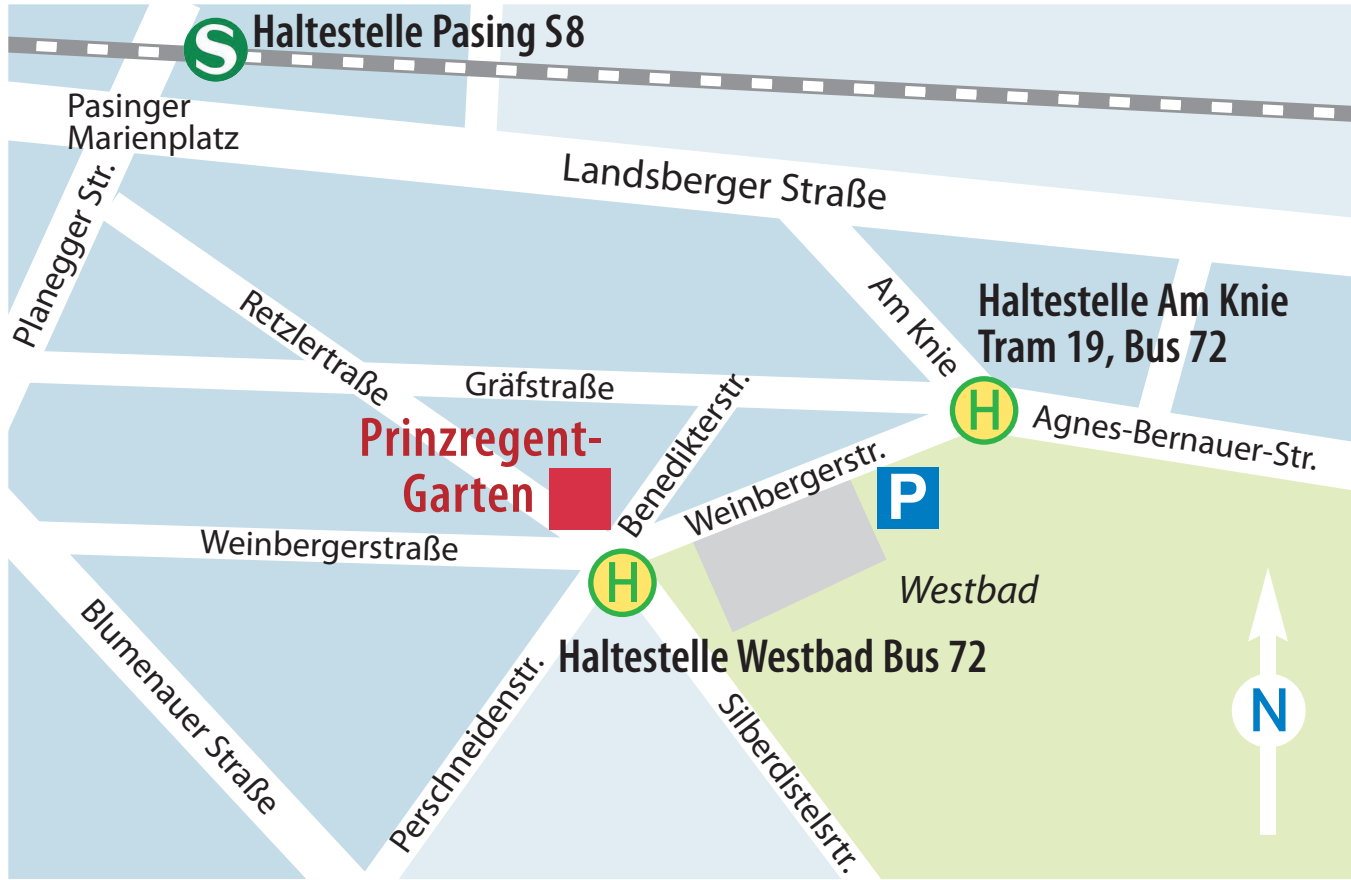 S Haltestelle Pasing S8
Pasinger
Marienplatz
Landsberger Straße
Planegger Str.
Retzlertraße
Am Knie
Haltestelle Am Knie
Tram 19, Bus 72
Gräfstraße
Benedikterstr.
H
Agnes-Bernauer-Str.
Prinzregent-
Garten
Weinbergerstr.
P
Weinbergerstraße
H
Westbad
Haltestelle Westbad Bus 72
Blumenauer Straße
Perschneidenstr.
Silberdistelsrtr.
N